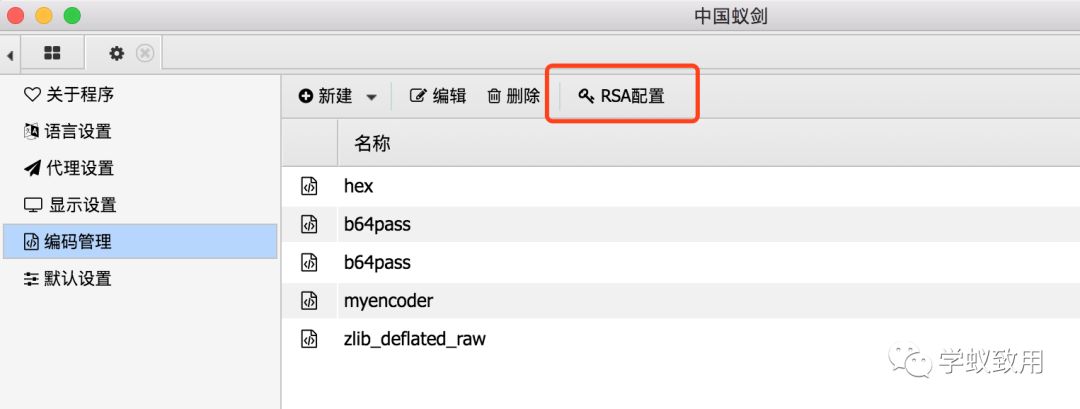 中国蚁剑
关于程序
语言设置
代理设置
显示设置
编码管理
默认设置
新建 编辑 删除 RSA配置
名称
hex
b64pass
b64pass
myencoder
zlib_deflated_raw
学蚁致用